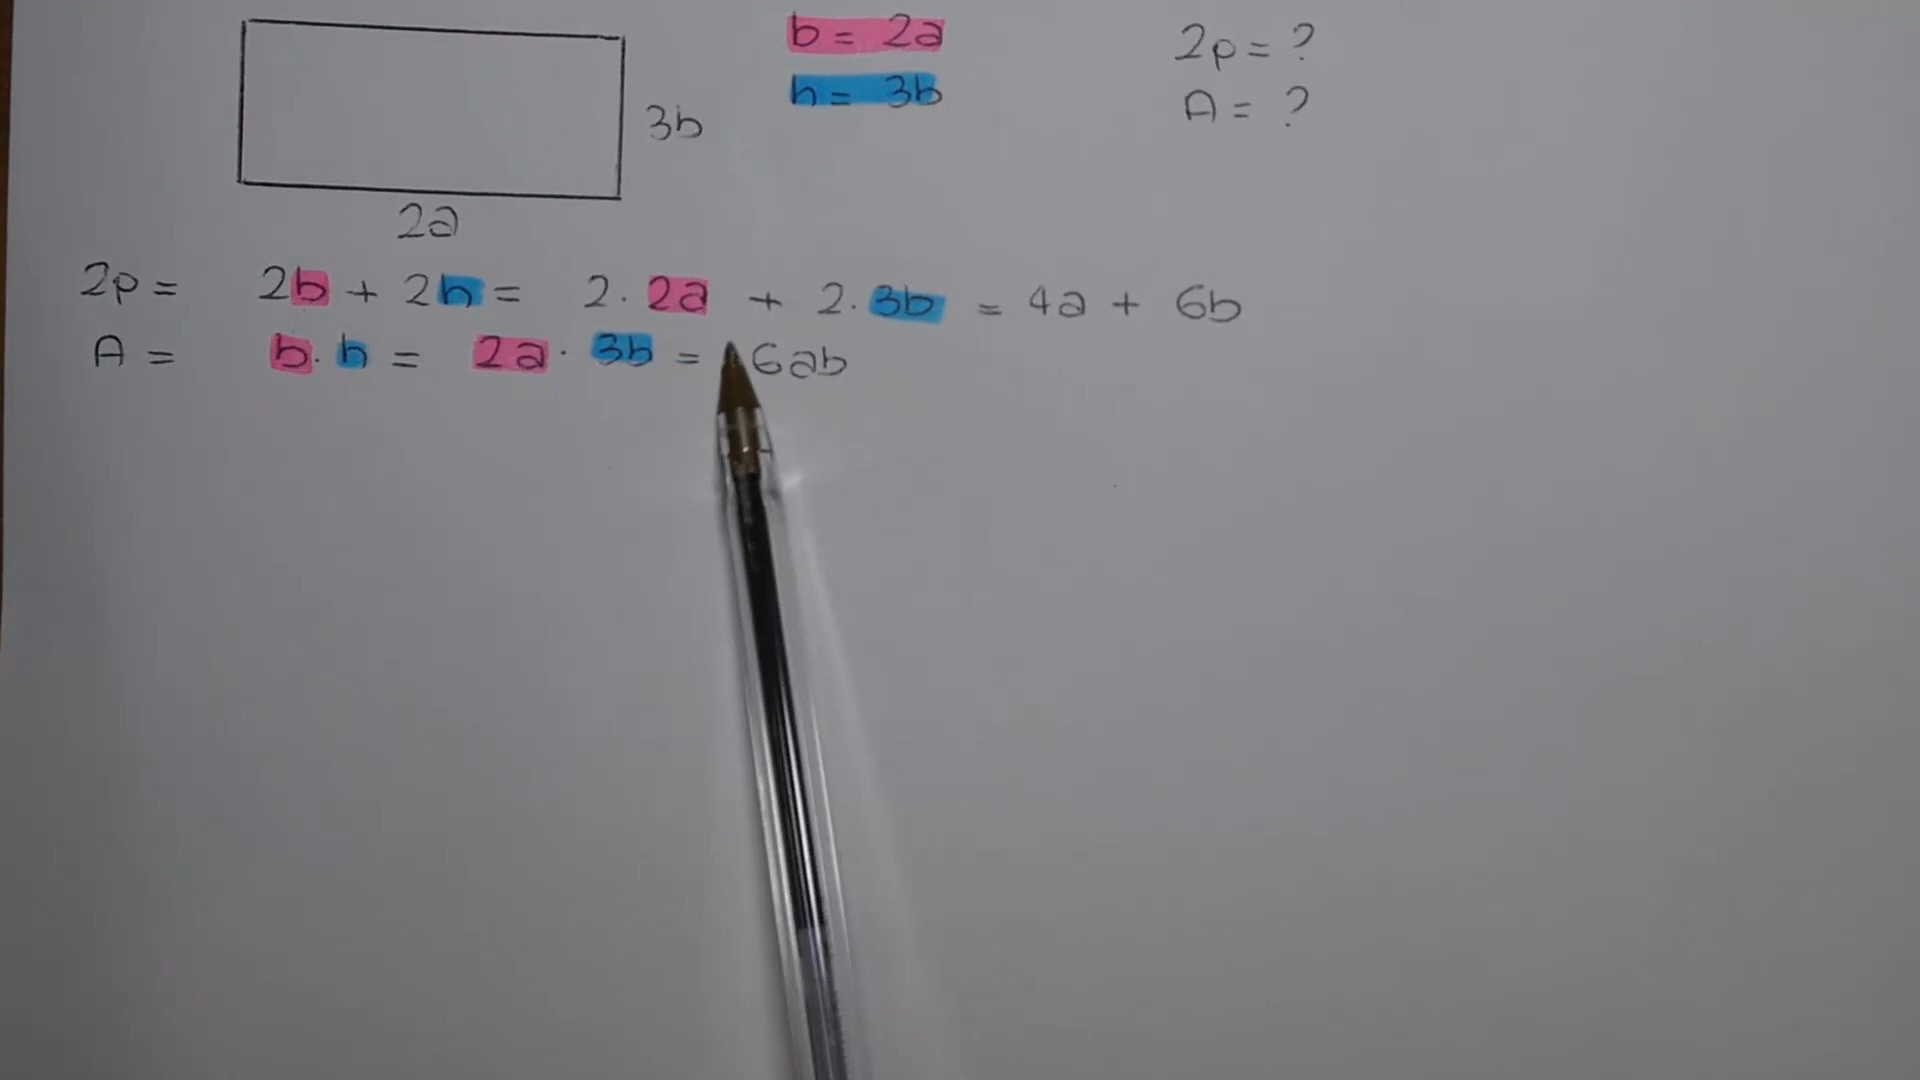 b = 2a
h = 3b
2p = ?
A = ?
3b
2a
2p = 2b + 2h = 2 · 2a + 2 · 3b = 4a + 6b
A = b · h = 2a · 3b = 6ab